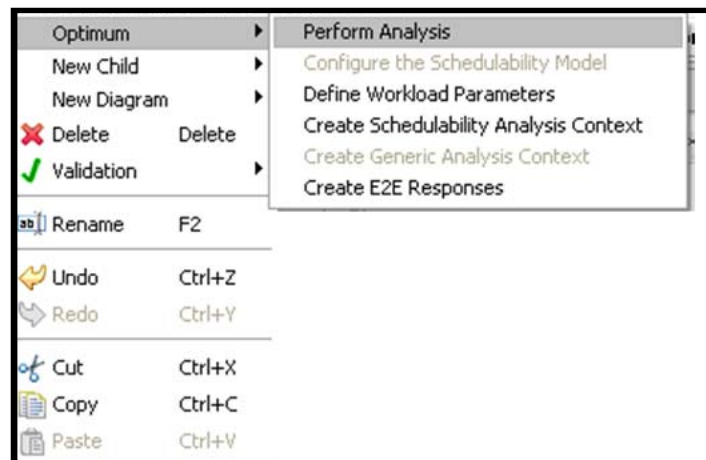 Optimum
New Child
New Diagram
Delete Delete
Validation
Rename F2
Undo Ctrl+Z
Redo Ctrl+Y
Cut Ctrl+X
Copy Ctrl+C
Paste Ctrl+V
Perform Analysis
Configure the Schedulability Model
Define Workload Parameters
Create Schedulability Analysis Context
Create Generic Analysis Context
Create E2E Responses